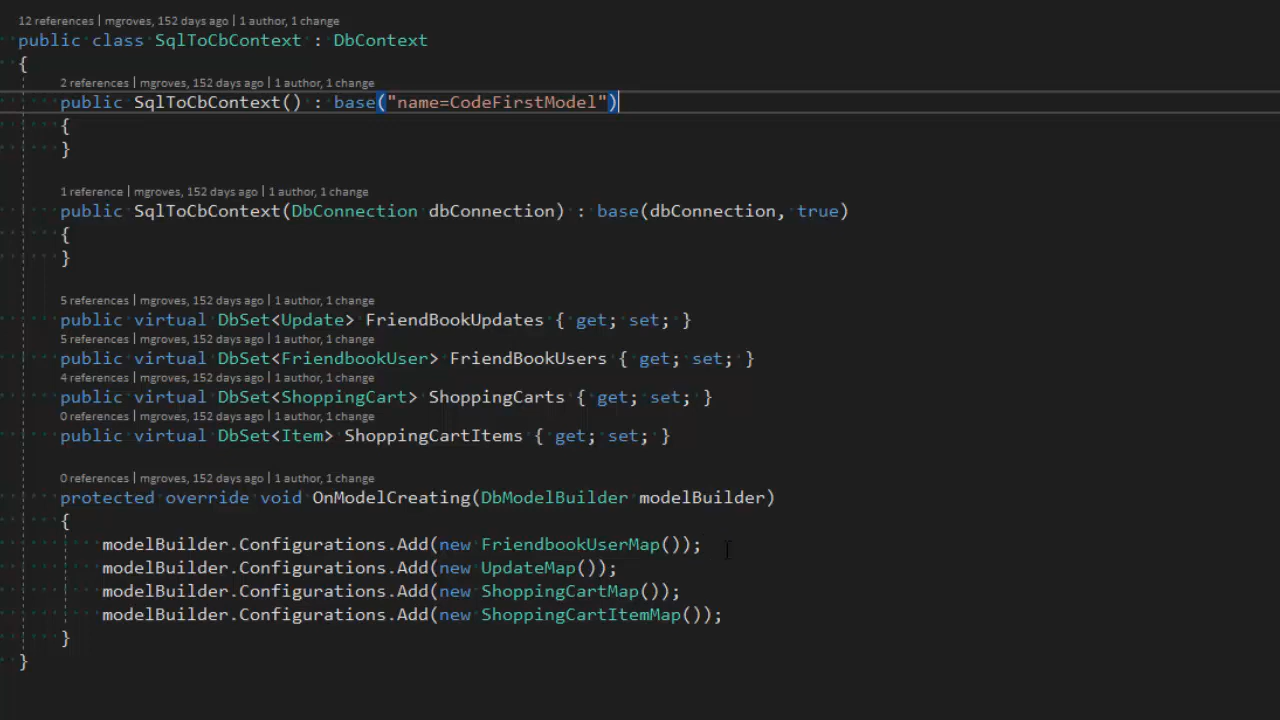 12 references | mgroves, 152 days ago | 1 author, 1 change
public class SqlToCbContext : DbContext
{
2 references | mgroves, 152 days ago | 1 author, 1 change
public SqlToCbContext() : base("name=CodeFirstModel")
{
}
1 reference | mgroves, 152 days ago | 1 author, 1 change
public SqlToCbContext(DbConnection dbConnection) : base(dbConnection, true)
{
}
5 references | mgroves, 152 days ago | 1 author, 1 change
public virtual DbSet<Update> FriendBookUpdates { get; set; }
5 references | mgroves, 152 days ago | 1 author, 1 change
public virtual DbSet<FriendbookUser> FriendBookUsers { get; set; }
4 references | mgroves, 152 days ago | 1 author, 1 change
public virtual DbSet<ShoppingCart> ShoppingCarts { get; set; }
0 references | mgroves, 152 days ago | 1 author, 1 change
public virtual DbSet<Item> ShoppingCartItems { get; set; }
0 references | mgroves, 152 days ago | 1 author, 1 change
protected override void OnModelCreating(DbModelBuilder modelBuilder)
{
modelBuilder.Configurations.Add(new FriendbookUserMap());
modelBuilder.Configurations.Add(new UpdateMap());
modelBuilder.Configurations.Add(new ShoppingCartMap());
modelBuilder.Configurations.Add(new ShoppingCartItemMap());
}
}